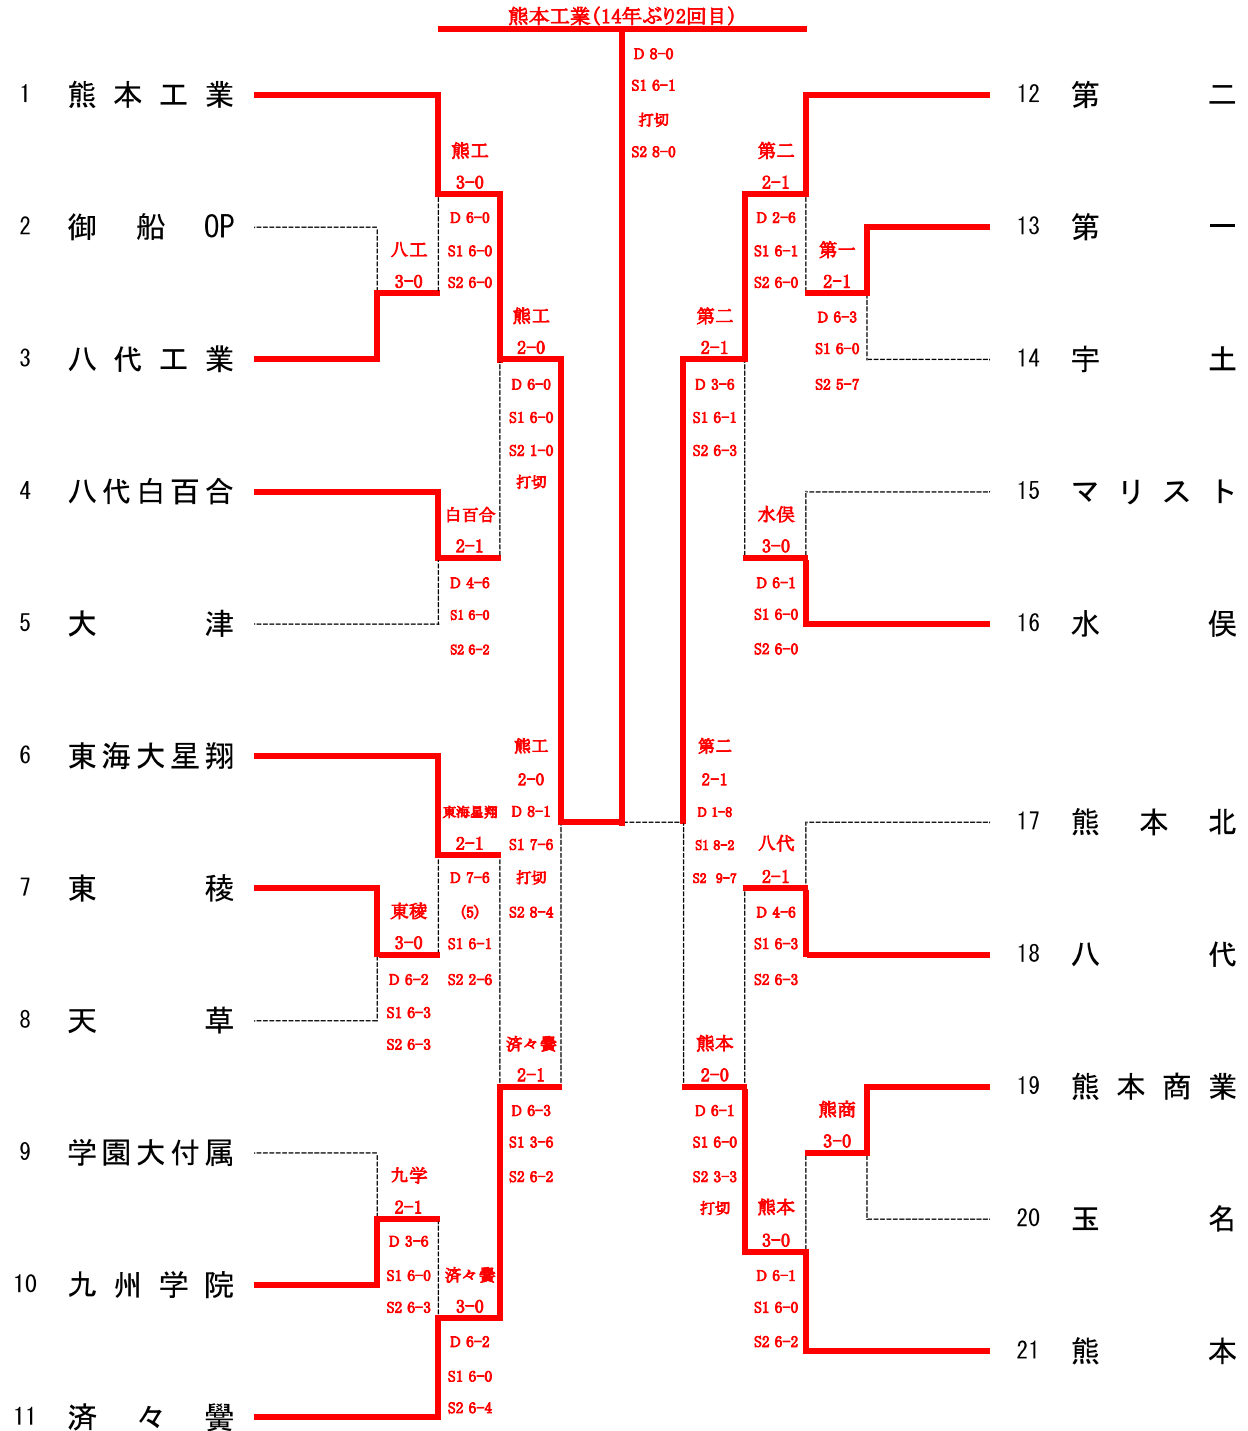 熊本工業(14年ぶり2回目)
D 8-0
S1 6-1
打切
S2 8-0
1 熊本工業
熊工
3-0
D 6-0
S1 6-0
S2 6-0
2 御船OP
八工
3-0
3 八代工業
熊工
2-0
D 6-0
S1 6-0
S2 1-0
打切
4 八代白百合
白百合
2-1
D 4-6
S1 6-0
S2 6-2
5 大津
6 東海大星翔
熊工
2-0
D 8-1
S1 7-6
打切
S2 8-4
東海星翔
2-1
D 7-6
(5)
S1 6-1
S2 2-6
7 東稜
東稜
3-0
D 6-2
S1 6-3
S2 6-3
8 天草
済々黌
2-1
D 6-3
S1 3-6
S2 6-2
9 学園大付属
九学
2-1
D 3-6
S1 6-0
S2 6-3
10 九州学院
済々黌
3-0
D 6-2
S1 6-0
S2 6-4
11 済々黌
12 第二
第二
2-1
D 2-6
S1 6-1
S2 6-0
13 第一
第一
2-1
D 6-3
S1 6-0
S2 5-7
14 宇土
第二
2-1
D 3-6
S1 6-1
S2 6-3
15 マリスト
水俣
3-0
D 6-1
S1 6-0
S2 6-0
16 水俣
第二
2-1
D 1-8
S1 8-2
S2 9-7
17 熊本北
八代
2-1
D 4-6
S1 6-3
S2 6-3
18 八代
熊本
2-0
D 6-1
S1 6-0
S2 3-3
打切
19 熊本商業
熊商
3-0
20 玉名
熊本
3-0
D 6-1
S1 6-0
S2 6-2
21 熊本